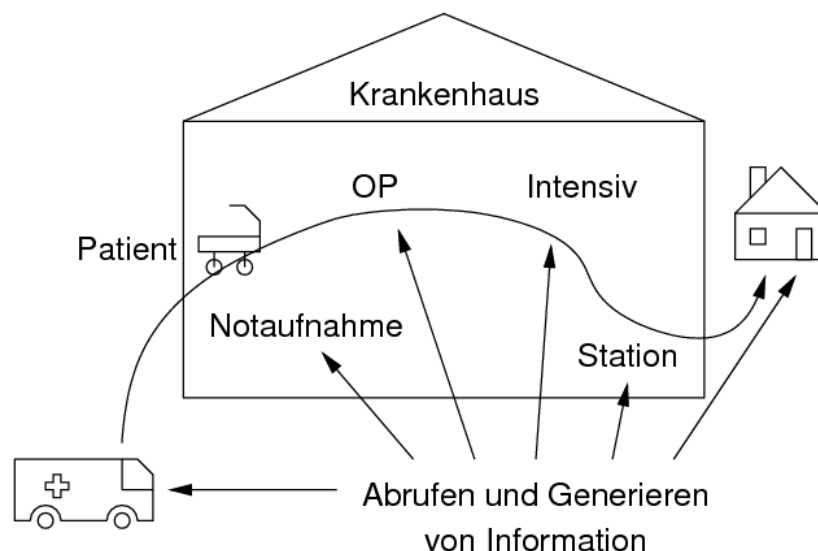 Krankenhaus
OP
Intensiv
Patient
Notaufnahme
Station
Abrufen und Generieren
von Information